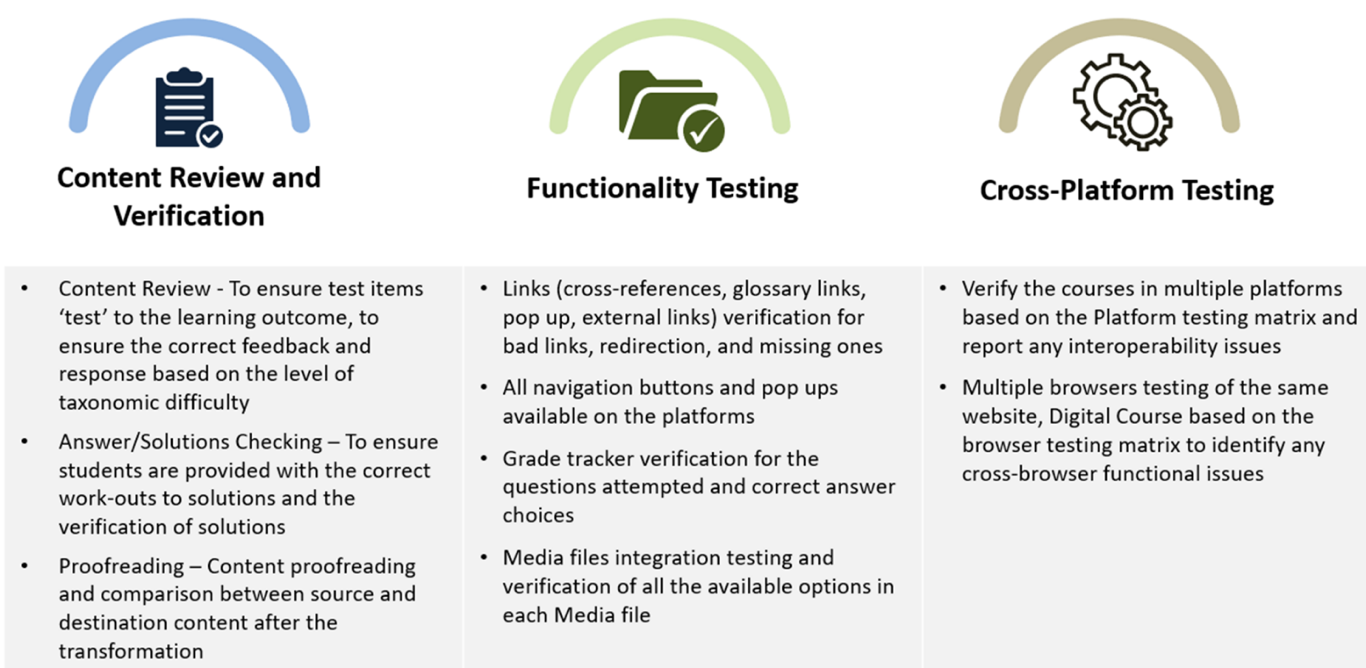 Content Review and
Verification
Functionality Testing
Cross-Platform Testing
• Content Review - To ensure test items
‘test’ to the learning outcome, to
ensure the correct feedback and
response based on the level of
taxonomic difficulty
• Answer/Solutions Checking – To ensure
students are provided with the correct
work-outs to solutions and the
verification of solutions
• Proofreading – Content proofreading
and comparison between source and
destination content after the
transformation
• Links (cross-references, glossary links,
pop up, external links) verification for
bad links, redirection, and missing ones
• All navigation buttons and pop ups
available on the platforms
• Grade tracker verification for the
questions attempted and correct answer
choices
• Media files integration testing and
verification of all the available options in
each Media file
• Verify the courses in multiple platforms
based on the Platform testing matrix and
report any interoperability issues
• Multiple browsers testing of the same
website, Digital Course based on the
browser testing matrix to identify any
cross-browser functional issues